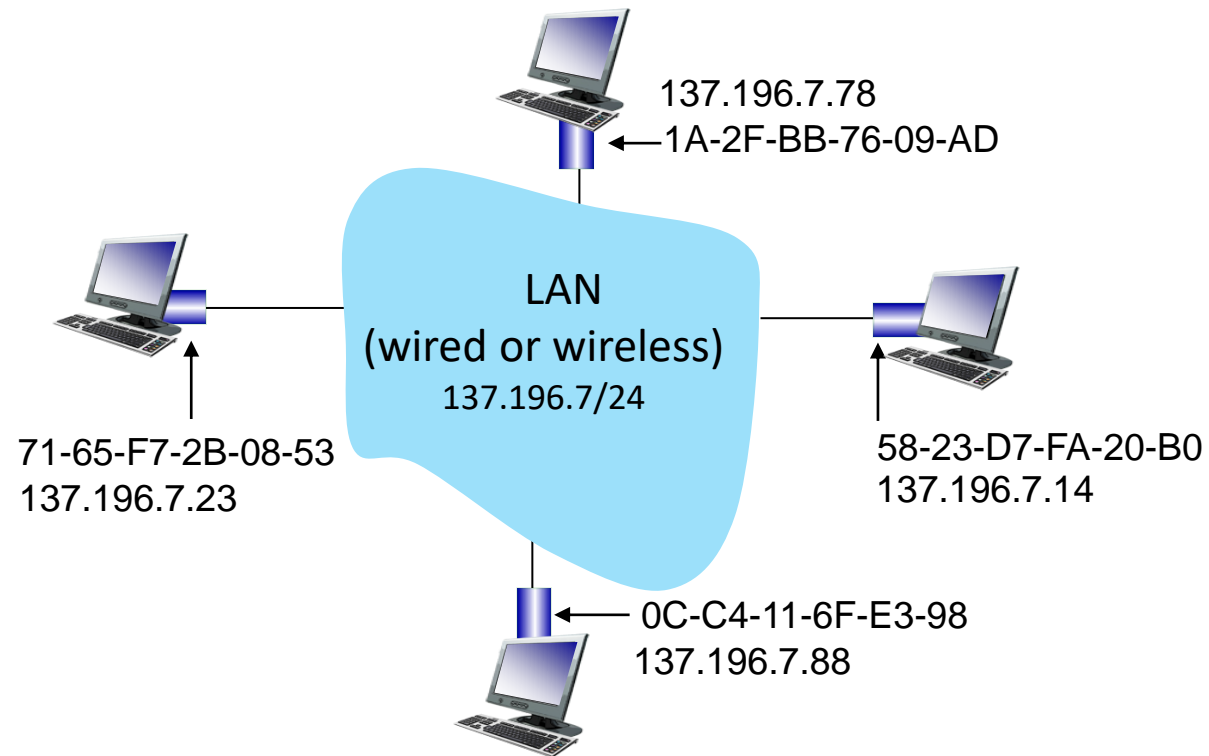 137.196.7.78
1A-2F-BB-76-09-AD
LAN
(wired or wireless)
137.196.7/24
71-65-F7-2B-08-53
137.196.7.23
58-23-D7-FA-20-B0
137.196.7.14
0C-C4-11-6F-E3-98
137.196.7.88